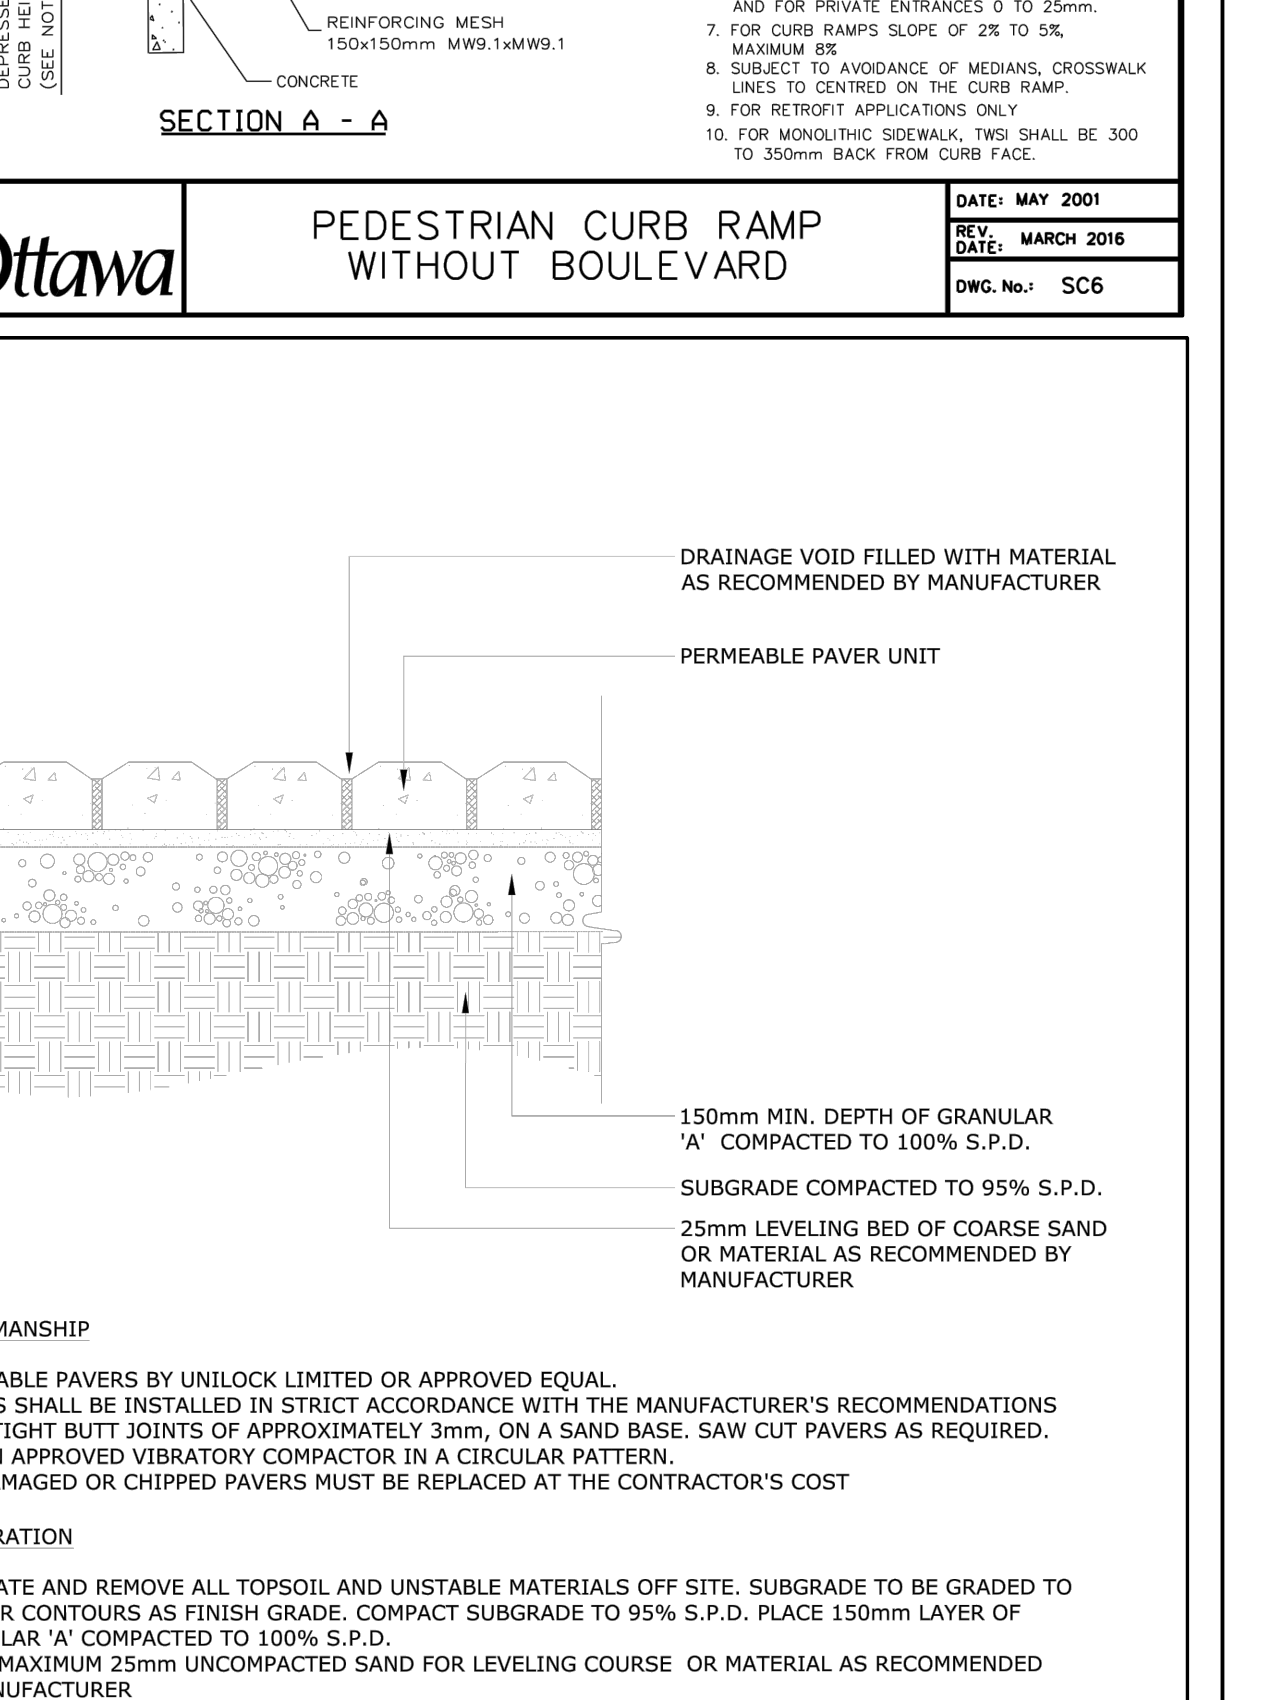 REINFORCING MESH
150x150mm MW9.1xMW9.1
CONCRETE
SECTION A - A
CURB
(SEE
AND FOR PRIVATE ENTRANCES 0 TO 25mm.
7. FOR CURB RAMPS SLOPE OF 2% TO 5%,
MAXIMUM 8%
8. SUBJECT TO AVOIDANCE OF MEDIANS, CROSSWALK
LINES TO CENTRED ON THE CURB RAMP.
9. FOR RETROFIT APPLICATIONS ONLY
10. FOR MONOLITHIC SIDEWALK, TWSI SHALL BE 300
TO 350mm BACK FROM CURB FACE.
Ottawa
PEDESTRIAN CURB RAMP
WITHOUT BOULEVARD
DATE: MAY 2001
REV.
DATE: MARCH 2016
DWG. No.: SC6
DRAINAGE VOID FILLED WITH MATERIAL
AS RECOMMENDED BY MANUFACTURER
PERMEABLE PAVER UNIT
150mm MIN. DEPTH OF GRANULAR
'A' COMPACTED TO 100% S.P.D.
SUBGRADE COMPACTED TO 95% S.P.D.
25mm LEVELING BED OF COARSE SAND
OR MATERIAL AS RECOMMENDED BY
MANUFACTURER
MANSHIP
ABLE PAVERS BY UNILOCK LIMITED OR APPROVED EQUAL.
S SHALL BE INSTALLED IN STRICT ACCORDANCE WITH THE MANUFACTURER'S RECOMMENDATIONS
TIGHT BUTT JOINTS OF APPROXIMATELY 3mm, ON A SAND BASE. SAW CUT PAVERS AS REQUIRED.
APPROVED VIBRATORY COMPACTOR IN A CIRCULAR PATTERN.
MAGED OR CHIPPED PAVERS MUST BE REPLACED AT THE CONTRACTOR'S COST
RATION
ATE AND REMOVE ALL TOPSOIL AND UNSTABLE MATERIALS OFF SITE. SUBGRADE TO BE GRADED TO
R CONTOURS AS FINISH GRADE. COMPACT SUBGRADE TO 95% S.P.D. PLACE 150mm LAYER OF
LAR 'A' COMPACTED TO 100% S.P.D.
MAXIMUM 25mm UNCOMPACTED SAND FOR LEVELING COURSE OR MATERIAL AS RECOMMENDED
NUFACTURER